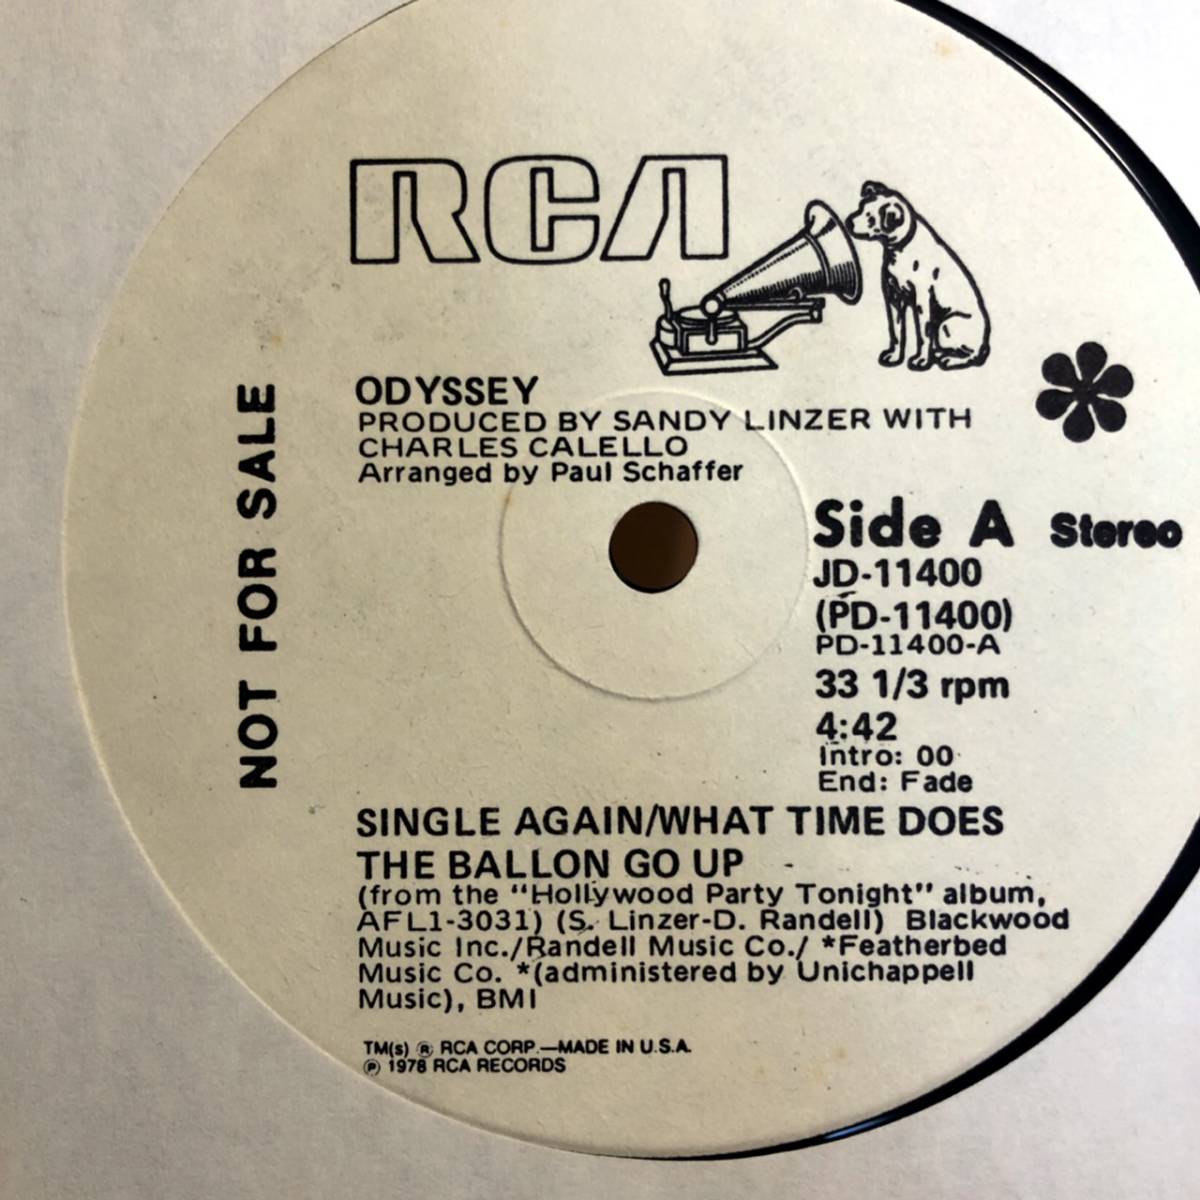 RCA
ODYSSEY
PRODUCED BY SANDY LINZER WITH
CHARLES CALELLO
Arranged by Paul Schaffer
NOT FOR SALE
Side A Stereo
JD-11400
(PD-11400)
PD-11400-A
33 1/3 rpm
4:42
Intro: 00
End: Fade
SINGLE AGAIN/WHAT TIME DOES
THE BALLON GO UP
(from the "Hollywood Party Tonight" album,
AFL1-3031) (S. Linzer-D. Randell) Blackwood
Music Inc./Randell Music Co./ *Featherbed
Music Co. *(administered by Unichappell
Music), BMI
TM(s) ® RCA CORP.—MADE IN U.S.A.
℗ 1978 RCA RECORDS